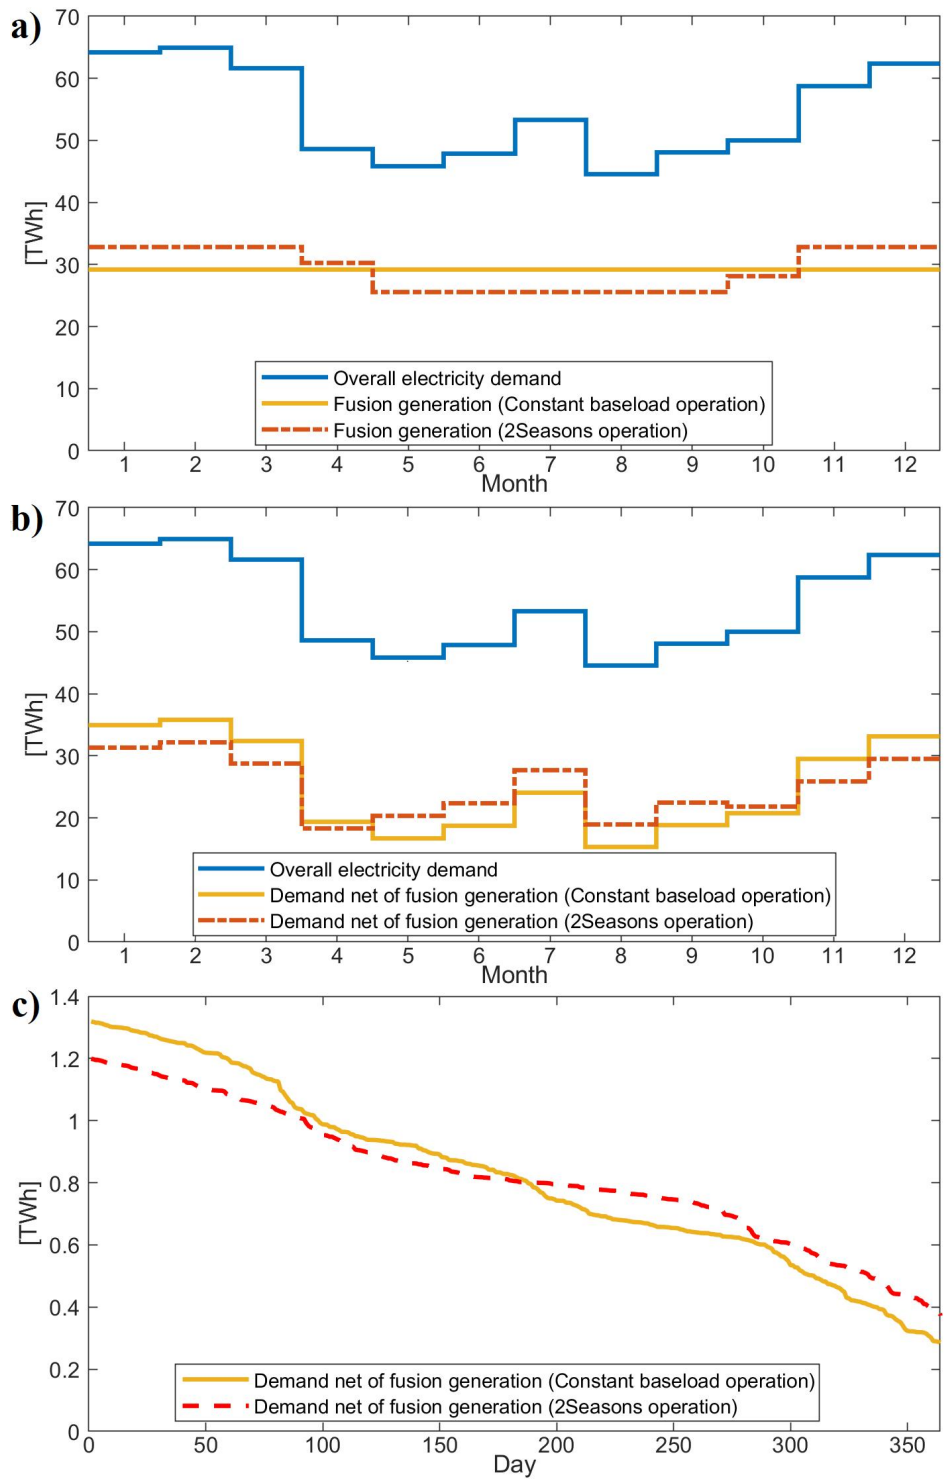 a)
70
60
50
40
30
20
10
0
[TWh]
Overall electricity demand
Fusion generation (Constant baseload operation)
Fusion generation (2Seasons operation)
1 2 3 4 5 6 7 8 9 10 11 12
Month
b)
70
60
50
40
30
20
10
0
[TWh]
Overall electricity demand
Demand net of fusion generation (Constant baseload operation)
Demand net of fusion generation (2Seasons operation)
1 2 3 4 5 6 7 8 9 10 11 12
Month
c)
1.4
1.2
1
0.8
0.6
0.4
0.2
0
[TWh]
Demand net of fusion generation (Constant baseload operation)
Demand net of fusion generation (2Seasons operation)
0 50 100 150 200 250 300 350
Day